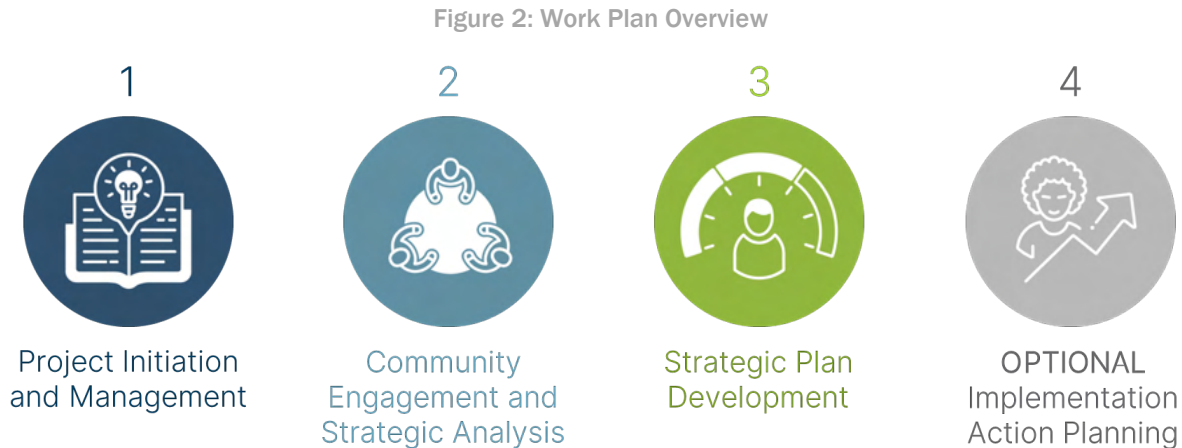 Figure 2: Work Plan Overview
1
Project Initiation
and Management
2
Community
Engagement and
Strategic Analysis
3
Strategic Plan
Development
4
OPTIONAL
Implementation
Action Planning